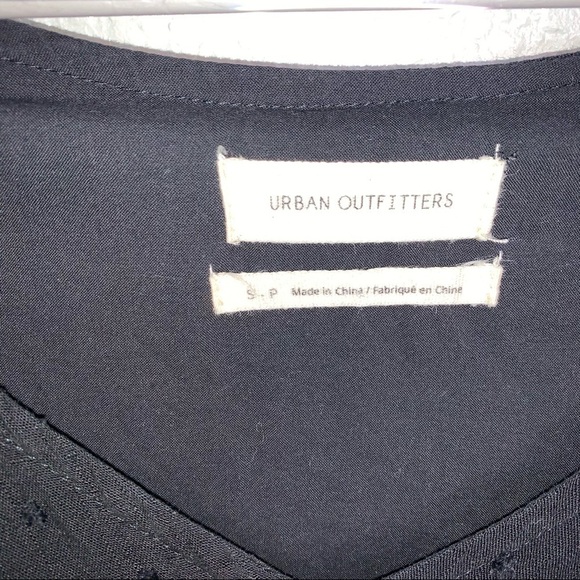 URBAN OUTFITTERS
S - P Made in China / Fabriqué en Chine